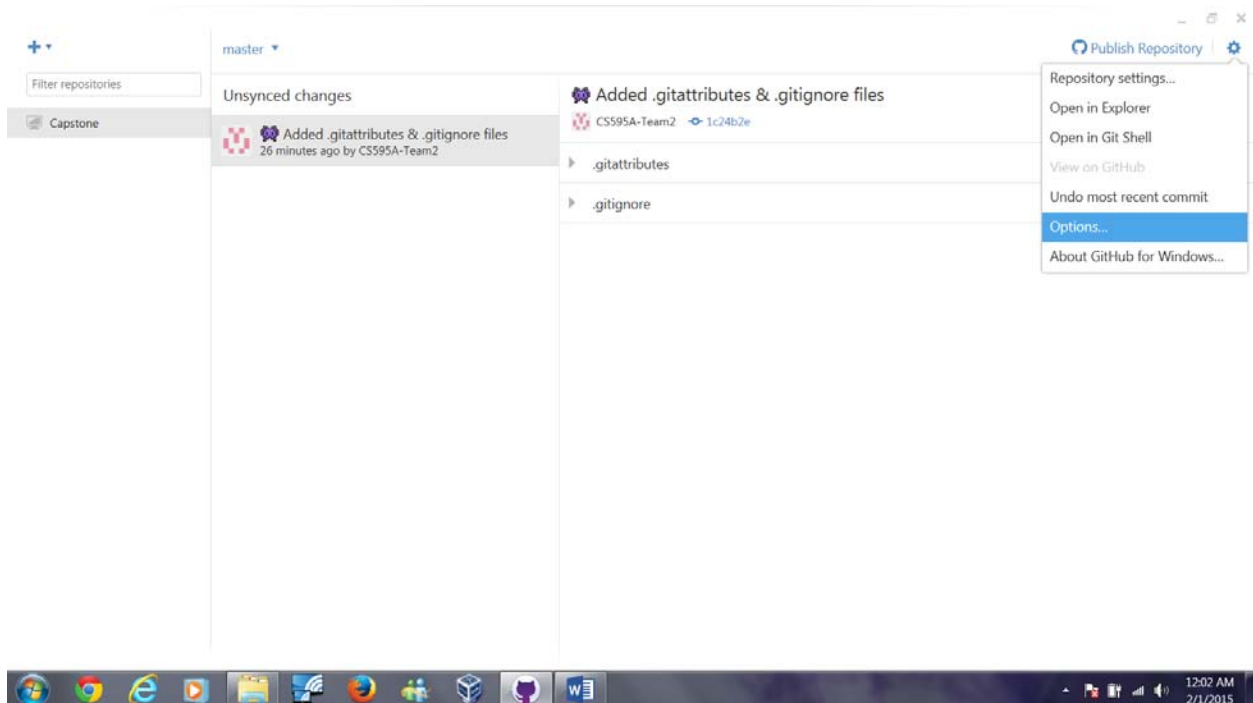 master
Publish Repository
Filter repositories
Capstone
Unsynced changes
Added .gitattributes & .gitignore files
26 minutes ago by CS595A-Team2
Added .gitattributes & .gitignore files
CS595A-Team2 1c24b2e
.gitattributes
.gitignore
Repository settings...
Open in Explorer
Open in Git Shell
View on GitHub
Undo most recent commit
Options...
About GitHub for Windows...
12:02 AM
2/1/2015